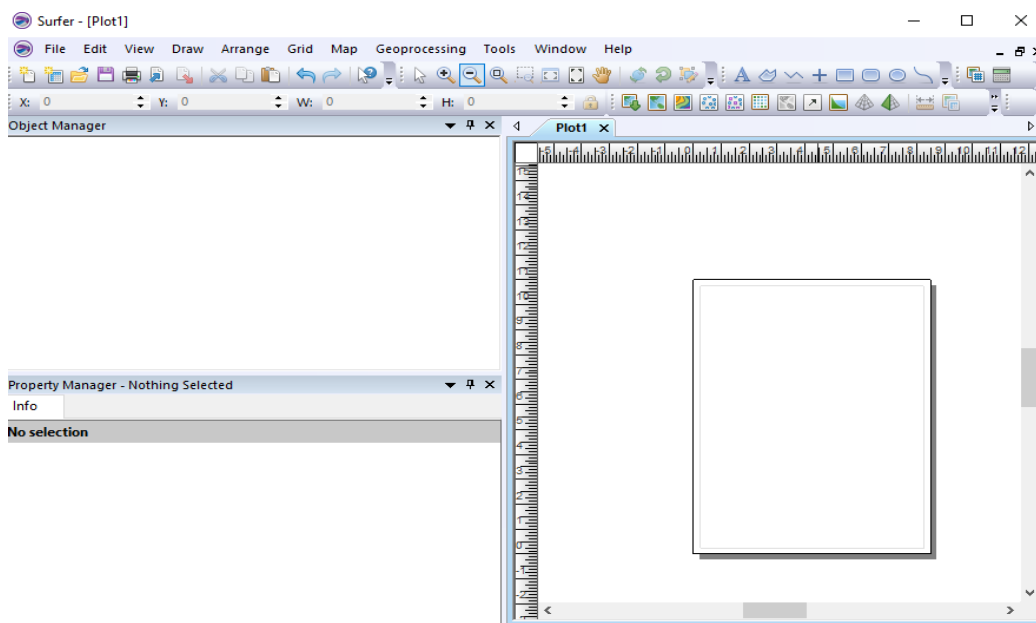 Surfer - [Plot1]
File Edit View Draw Arrange Grid Map Geoprocessing Tools Window Help
X: 0 Y: 0 W: 0 H: 0
Object Manager
Plot1
Property Manager - Nothing Selected
Info
No selection